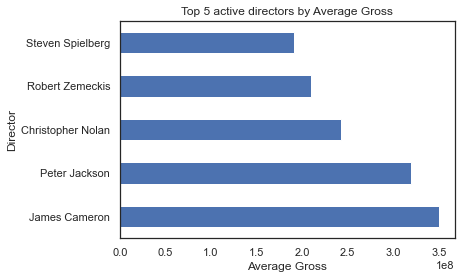 Top 5 active directors by Average Gross
Director
Steven Spielberg
Robert Zemeckis
Christopher Nolan
Peter Jackson
James Cameron
0.0 0.5 1.0 1.5 2.0 2.5 3.0 3.5
1e8
Average Gross